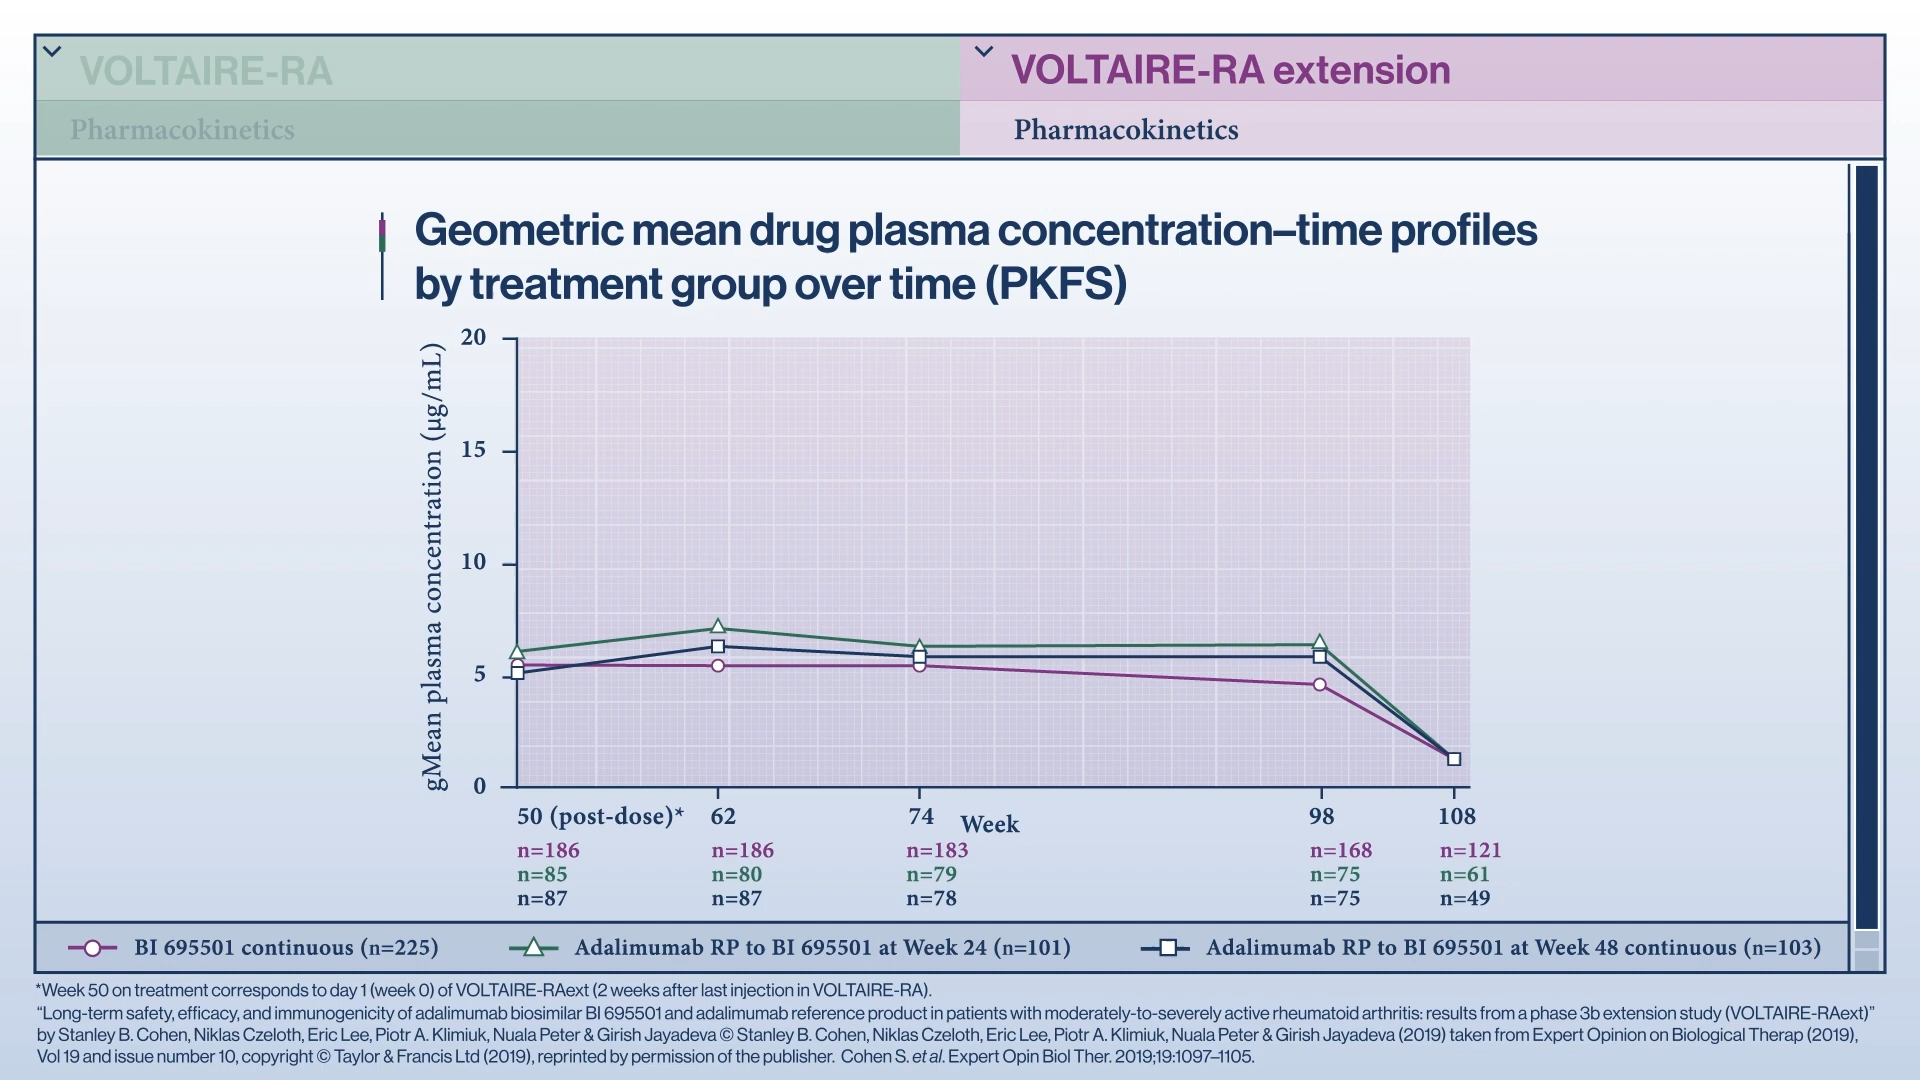 VOLTAIRE-RA
VOLTAIRE-RA extension
Pharmacokinetics
Pharmacokinetics
Geometric mean drug plasma concentration–time profiles
by treatment group over time (PKFS)
gMean plasma concentration (µg/mL)
20
15
10
5
0
50 (post-dose)* 62 74 98 108
Week
n=186 n=186 n=183 n=168 n=121
n=85 n=80 n=79 n=75 n=61
n=87 n=87 n=78 n=75 n=49
BI 695501 continuous (n=225) Adalimumab RP to BI 695501 at Week 24 (n=101) Adalimumab RP to BI 695501 at Week 48 continuous (n=103)
*Week 50 on treatment corresponds to day 1 (week 0) of VOLTAIRE-RAext (2 weeks after last injection in VOLTAIRE-RA).
“Long-term safety, efficacy, and immunogenicity of adalimumab biosimilar BI 695501 and adalimumab reference product in patients with moderately-to-severely active rheumatoid arthritis: results from a phase 3b extension study (VOLTAIRE-RAext)”
by Stanley B. Cohen, Niklas Czeloth, Eric Lee, Piotr A. Klimiuk, Nuala Peter & Girish Jayadeva © Stanley B. Cohen, Niklas Czeloth, Eric Lee, Piotr A. Klimiuk, Nuala Peter & Girish Jayadeva (2019) taken from Expert Opinion on Biological Therap (2019),
Vol 19 and issue number 10, copyright © Taylor & Francis Ltd (2019), reprinted by permission of the publisher. Cohen S. et al. Expert Opin Biol Ther. 2019;19:1097–1105.